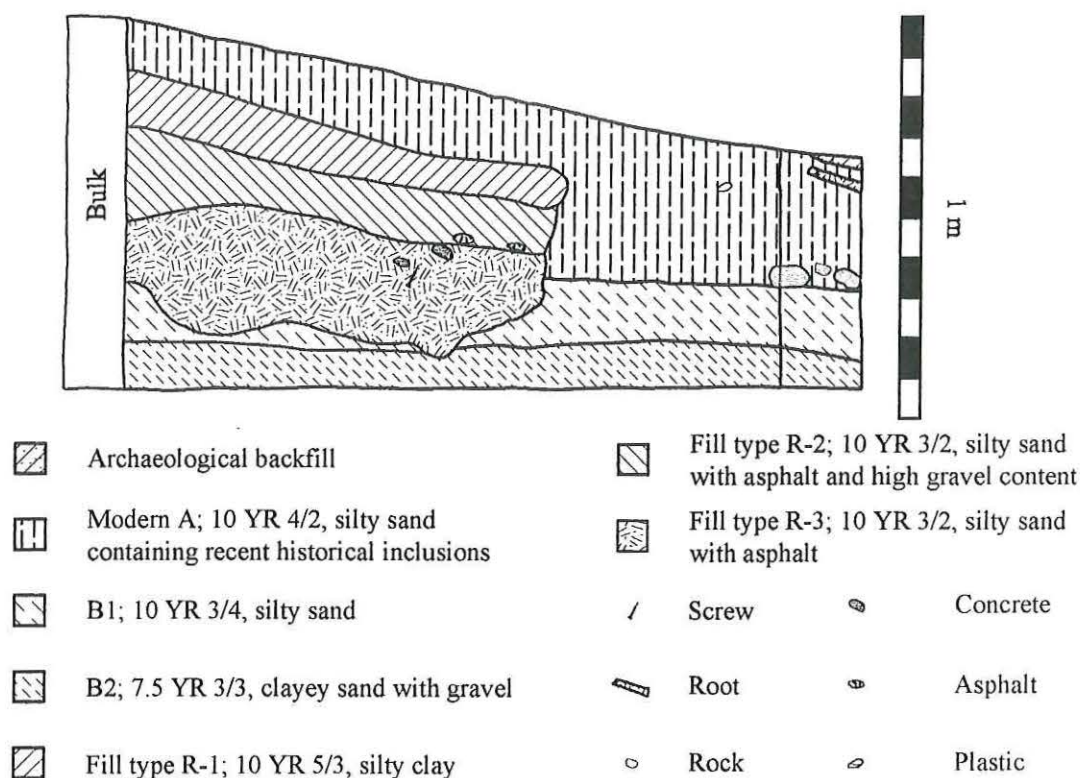 Bulk
1 m
Archaeological backfill
Modern A; 10 YR 4/2, silty sand
containing recent historical inclusions
B1; 10 YR 3/4, silty sand
B2; 7.5 YR 3/3, clayey sand with gravel
Fill type R-1; 10 YR 5/3, silty clay
Fill type R-2; 10 YR 3/2, silty sand
with asphalt and high gravel content
Fill type R-3; 10 YR 3/2, silty sand
with asphalt
Screw
Root
Rock
Concrete
Asphalt
Plastic